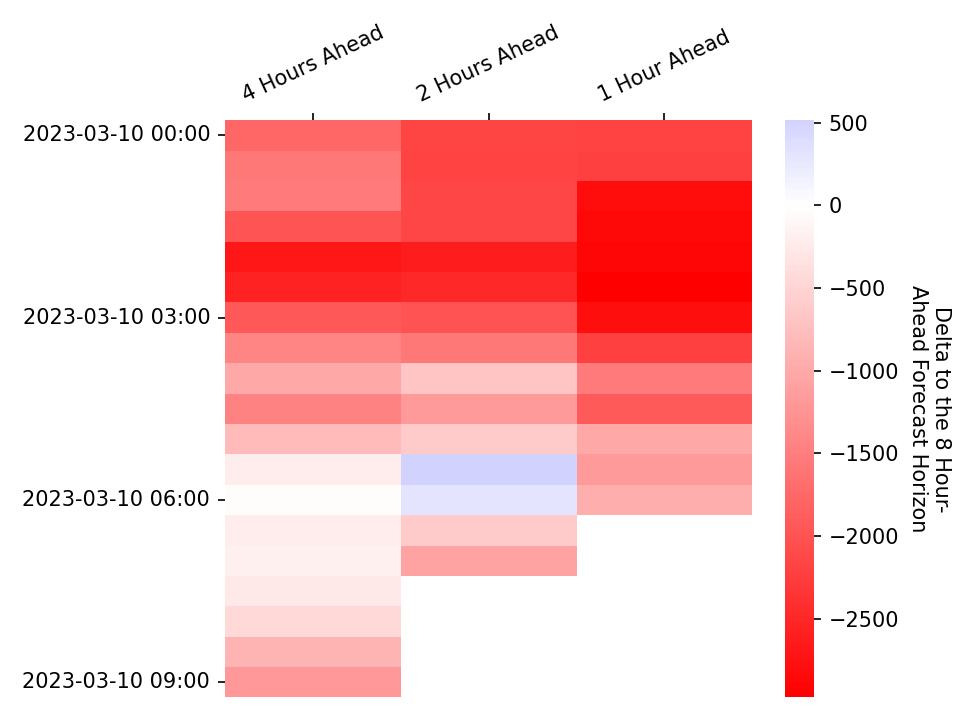 4 Hours Ahead
2 Hours Ahead
1 Hour Ahead
2023-03-10 00:00
2023-03-10 03:00
2023-03-10 06:00
2023-03-10 09:00
500
0
−500
−1000
−1500
−2000
−2500
Delta to the 8 Hour-
Ahead Forecast Horizon